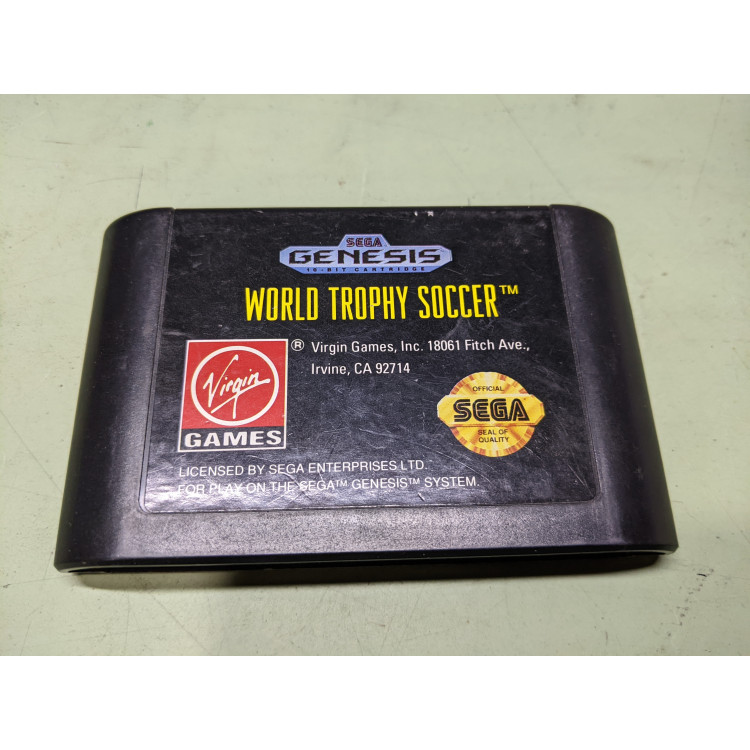 SEGA
GENESIS
16-BIT CARTRIDGE
WORLD TROPHY SOCCER™
Virgin
GAMES
® Virgin Games, Inc. 18061 Fitch Ave.,
Irvine, CA 92714
OFFICIAL
SEGA
SEAL OF
QUALITY
LICENSED BY SEGA ENTERPRISES LTD.
FOR PLAY ON THE SEGA™ GENESIS™ SYSTEM.